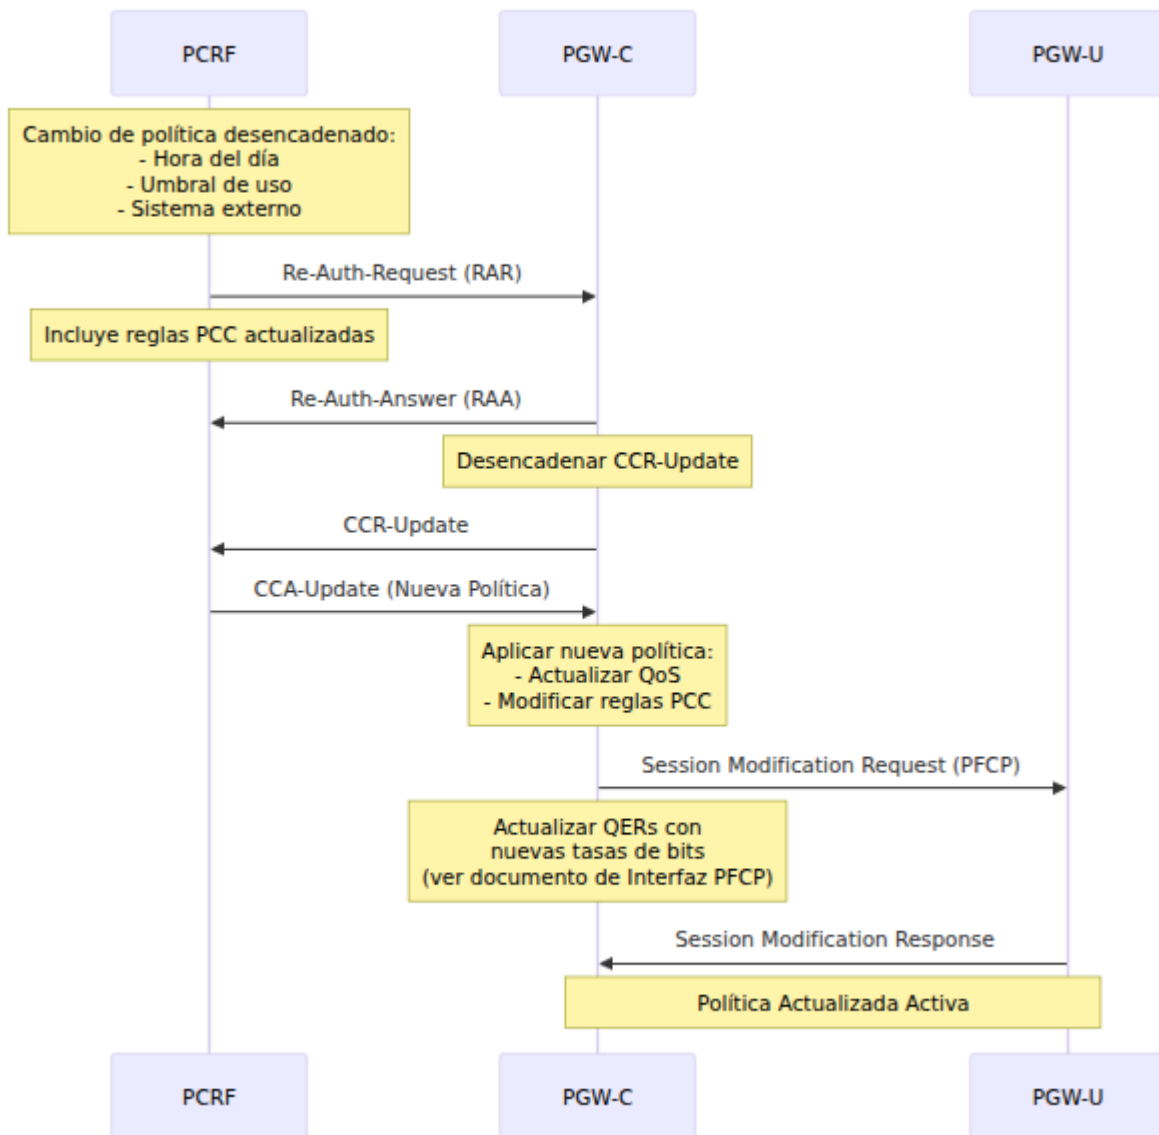 PCRF
PGW-C
PGW-U
Cambio de política desencadenado:
- Hora del día
- Umbral de uso
- Sistema externo
Re-Auth-Request (RAR)
Incluye reglas PCC actualizadas
Re-Auth-Answer (RAA)
Desencadenar CCR-Update
CCR-Update
CCA-Update (Nueva Política)
Aplicar nueva política:
- Actualizar QoS
- Modificar reglas PCC
Session Modification Request (PFCP)
Actualizar QERs con
nuevas tasas de bits
(ver documento de Interfaz PFCP)
Session Modification Response
Política Actualizada Activa
PCRF
PGW-C
PGW-U